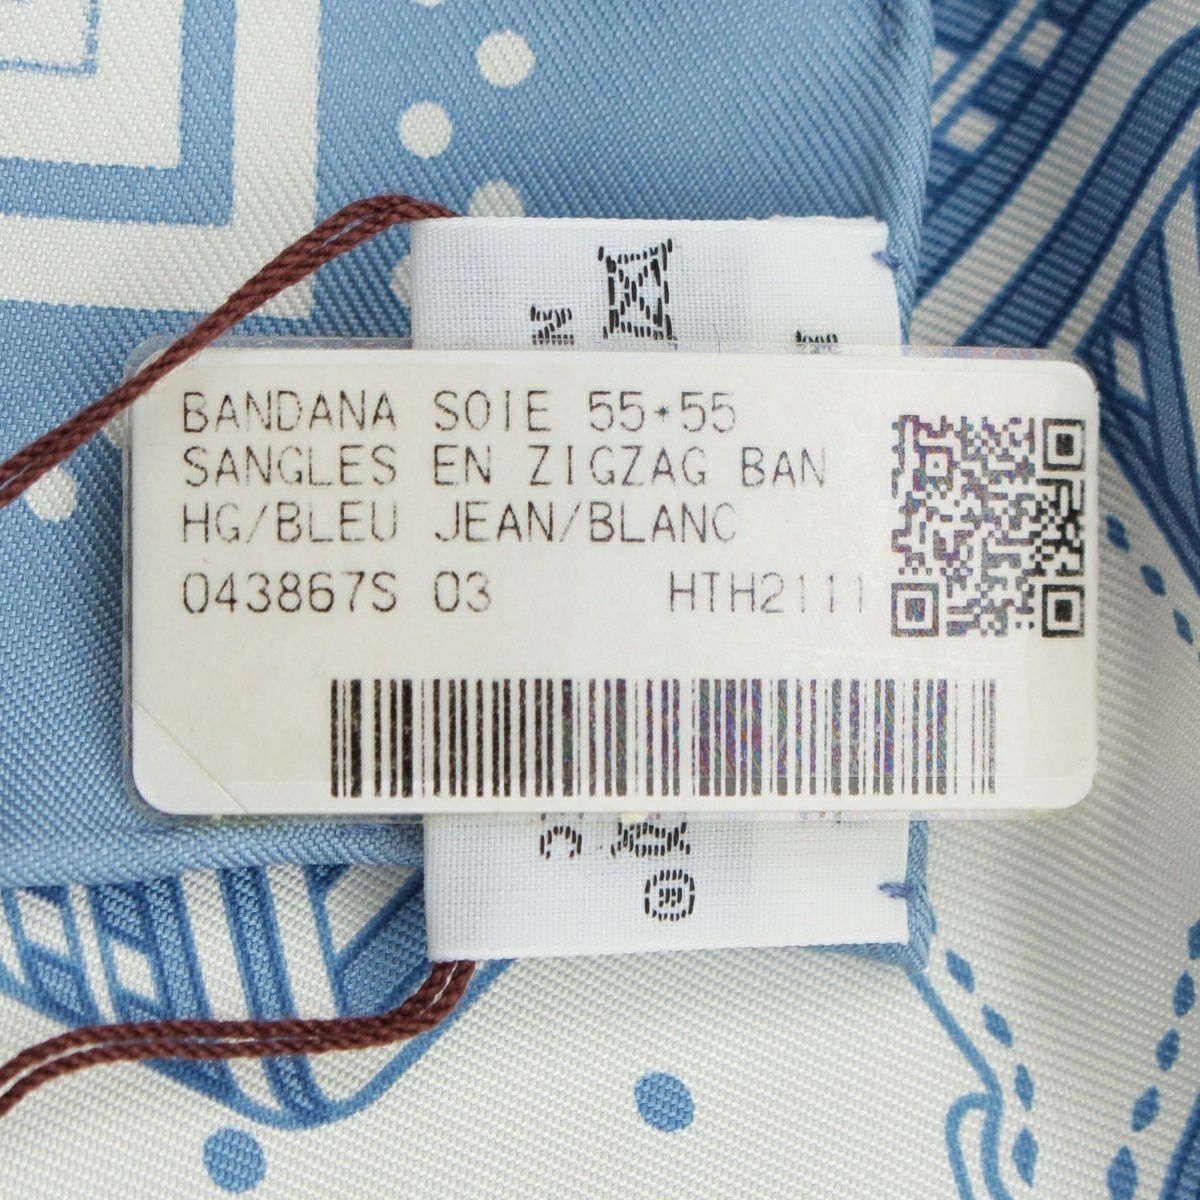 BANDANA SOIE 55*55
SANGLES EN ZIGZAG BAN
HG/BLEU JEAN/BLANC
043867S 03 HTH2111